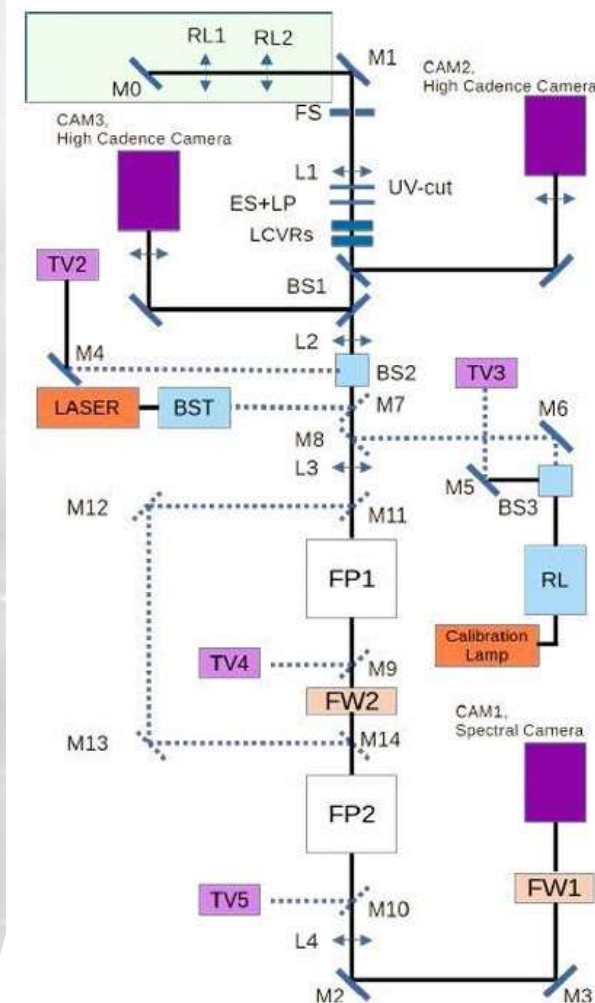 RL1
RL2
M1
M0
CAM2,
High Cadence Camera
CAM3,
High Cadence Camera
FS
L1
UV-cut
ES+LP
LCVRs
TV2
BS1
L2
M4
BS2
TV3
LASER
BST
M7
M6
M8
L3
M5
BS3
M12
M11
FP1
RL
Calibration
Lamp
TV4
M9
FW2
CAM1,
Spectral Camera
M13
M14
FP2
FW1
TV5
M10
L4
M2
M3